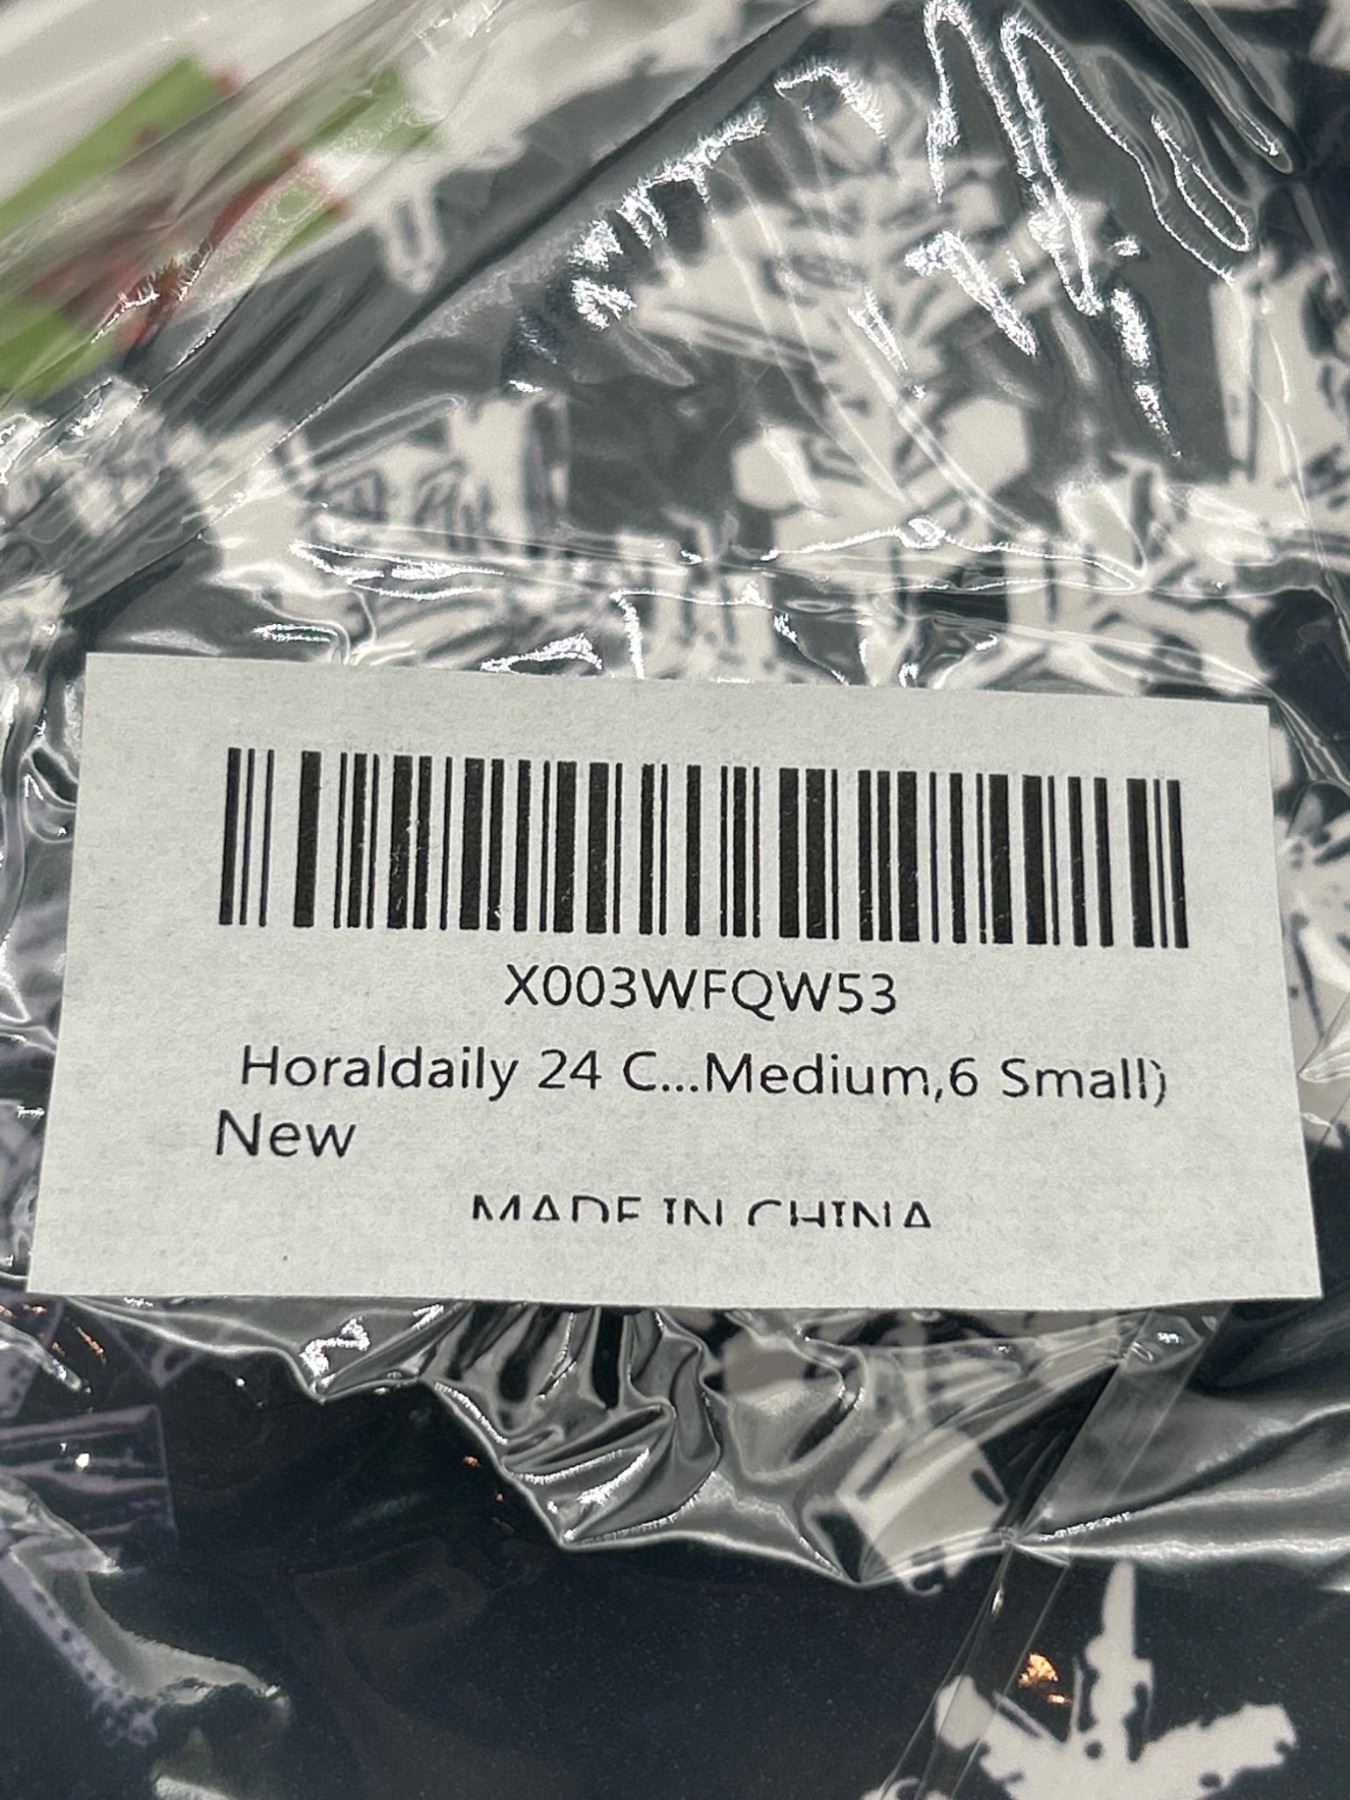 X003WFQW53
Horaldaily 24 C...Medium,6 Small)
New
MADE IN CHINA